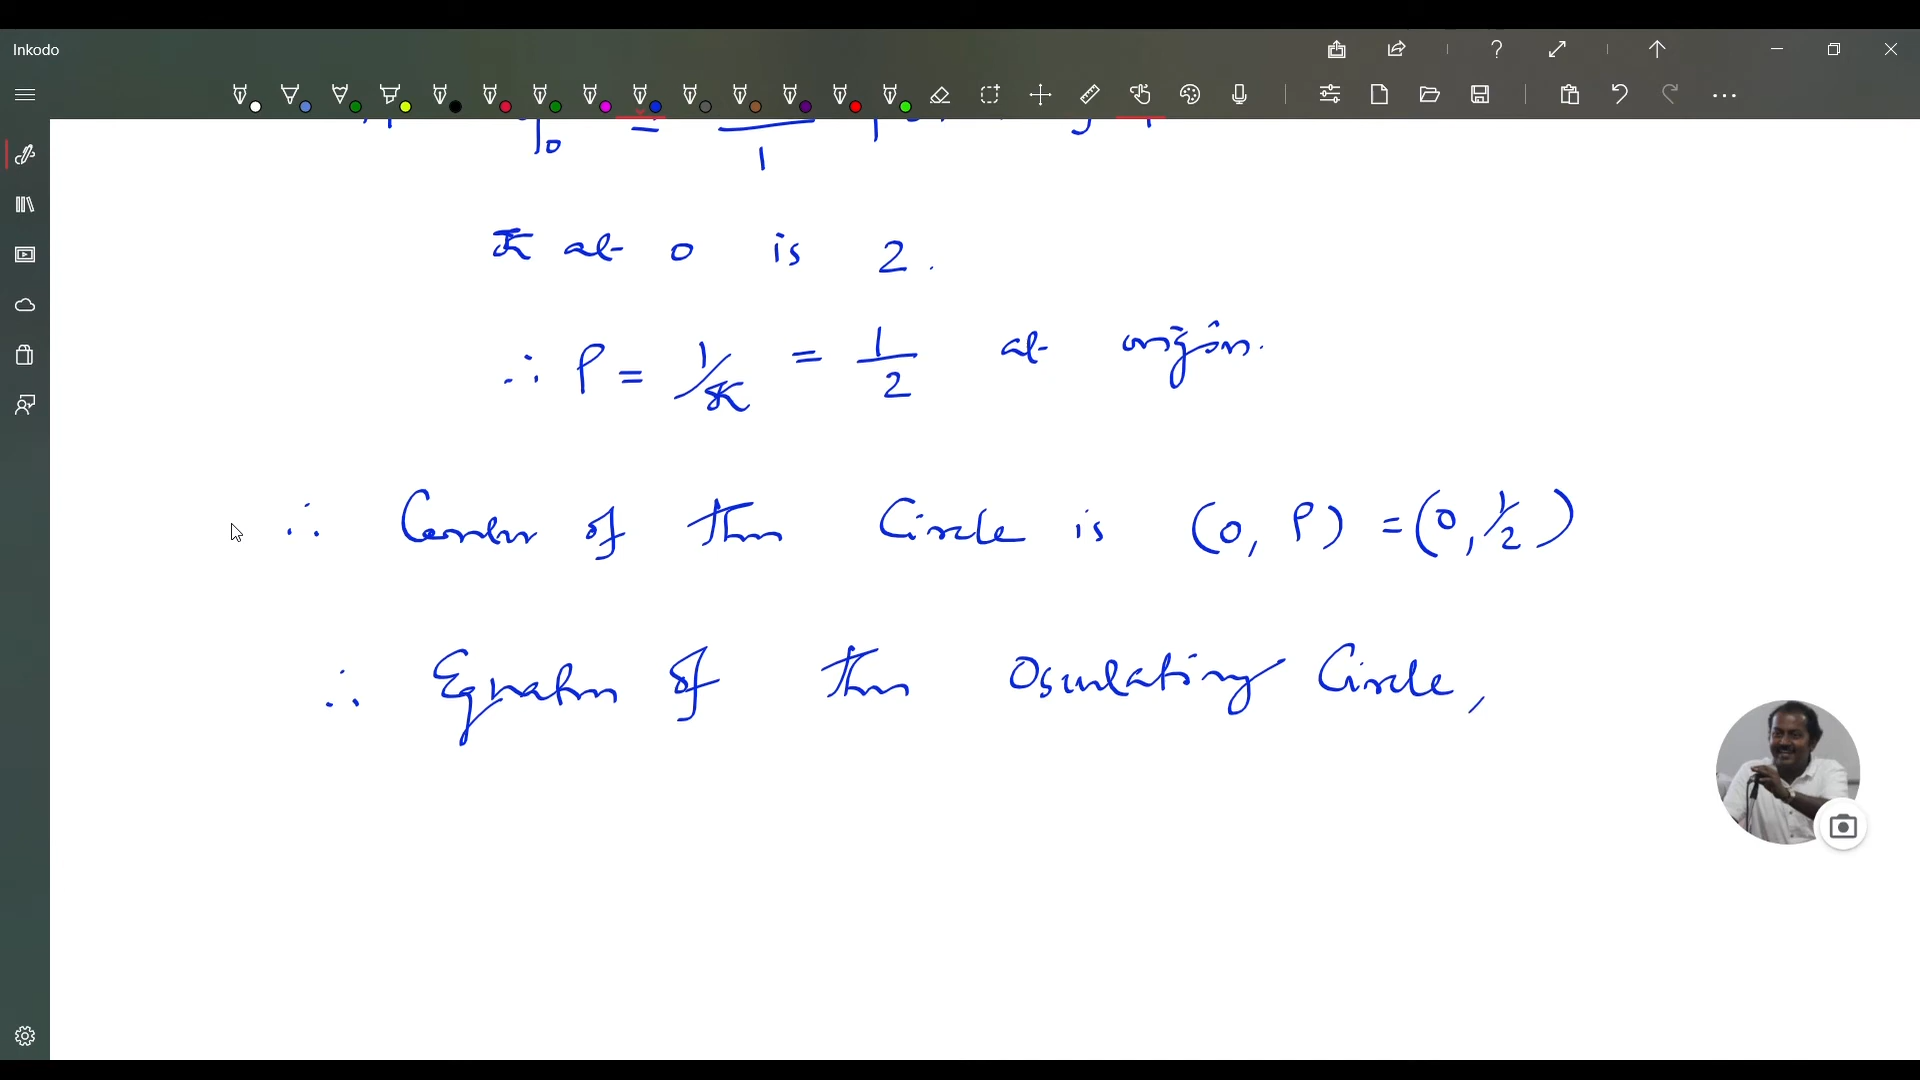 Inkodo
1
κ at 0 is 2.
∴ ρ = 1/κ = 1/2 at origin.
∴ Center of the Circle is (0, ρ) = (0, 1/2)
∴ Equation of the Osculating Circle,